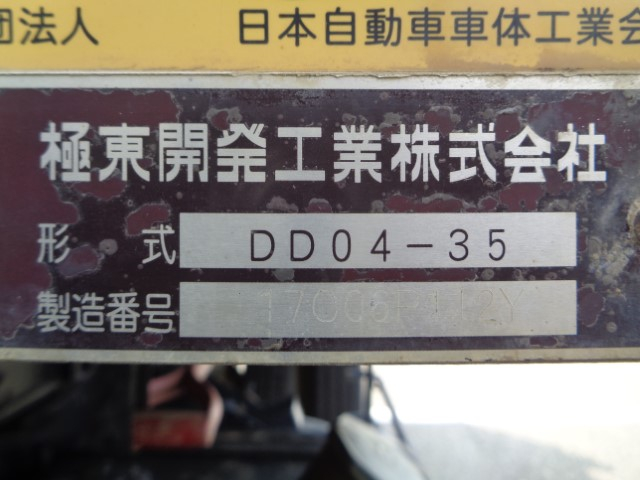 団法人 日本自動車車体工業会
極東開発工業株式会社
形式 DD04-35
製造番号